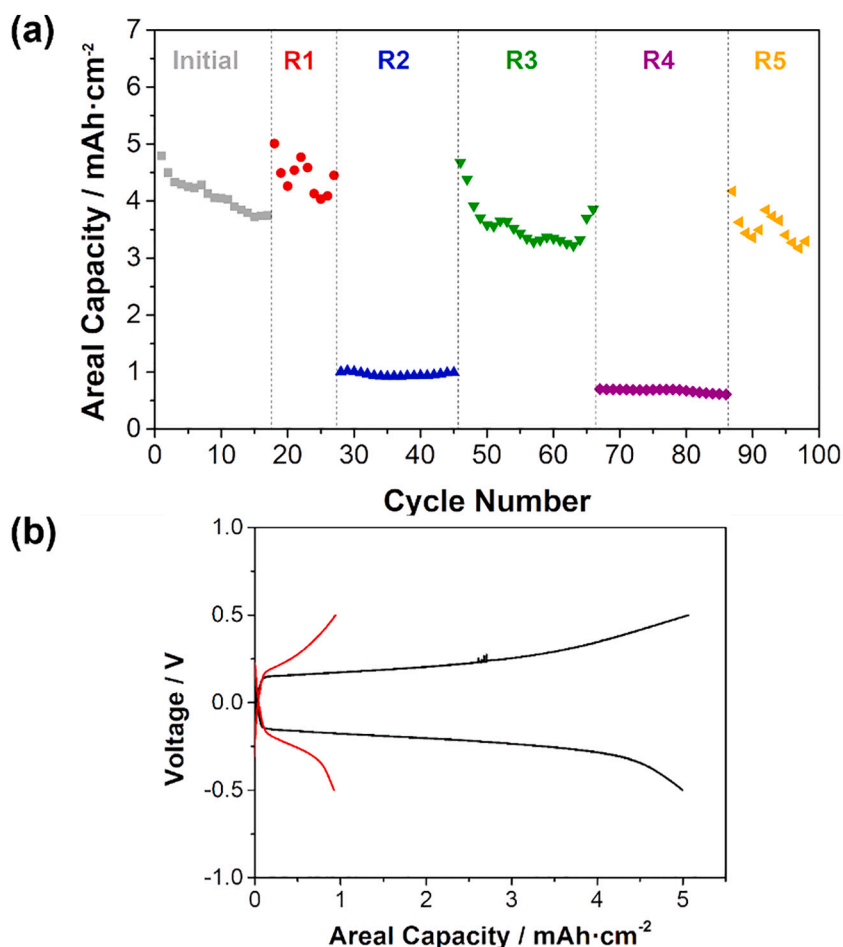 (a)
Areal Capacity / mAh·cm⁻²
7
6
5
4
3
2
1
0
Initial R1 R2 R3 R4 R5
0 10 20 30 40 50 60 70 80 90 100
Cycle Number
(b)
Voltage / V
1.0
0.5
0.0
-0.5
-1.0
0 1 2 3 4 5
Areal Capacity / mAh·cm⁻²